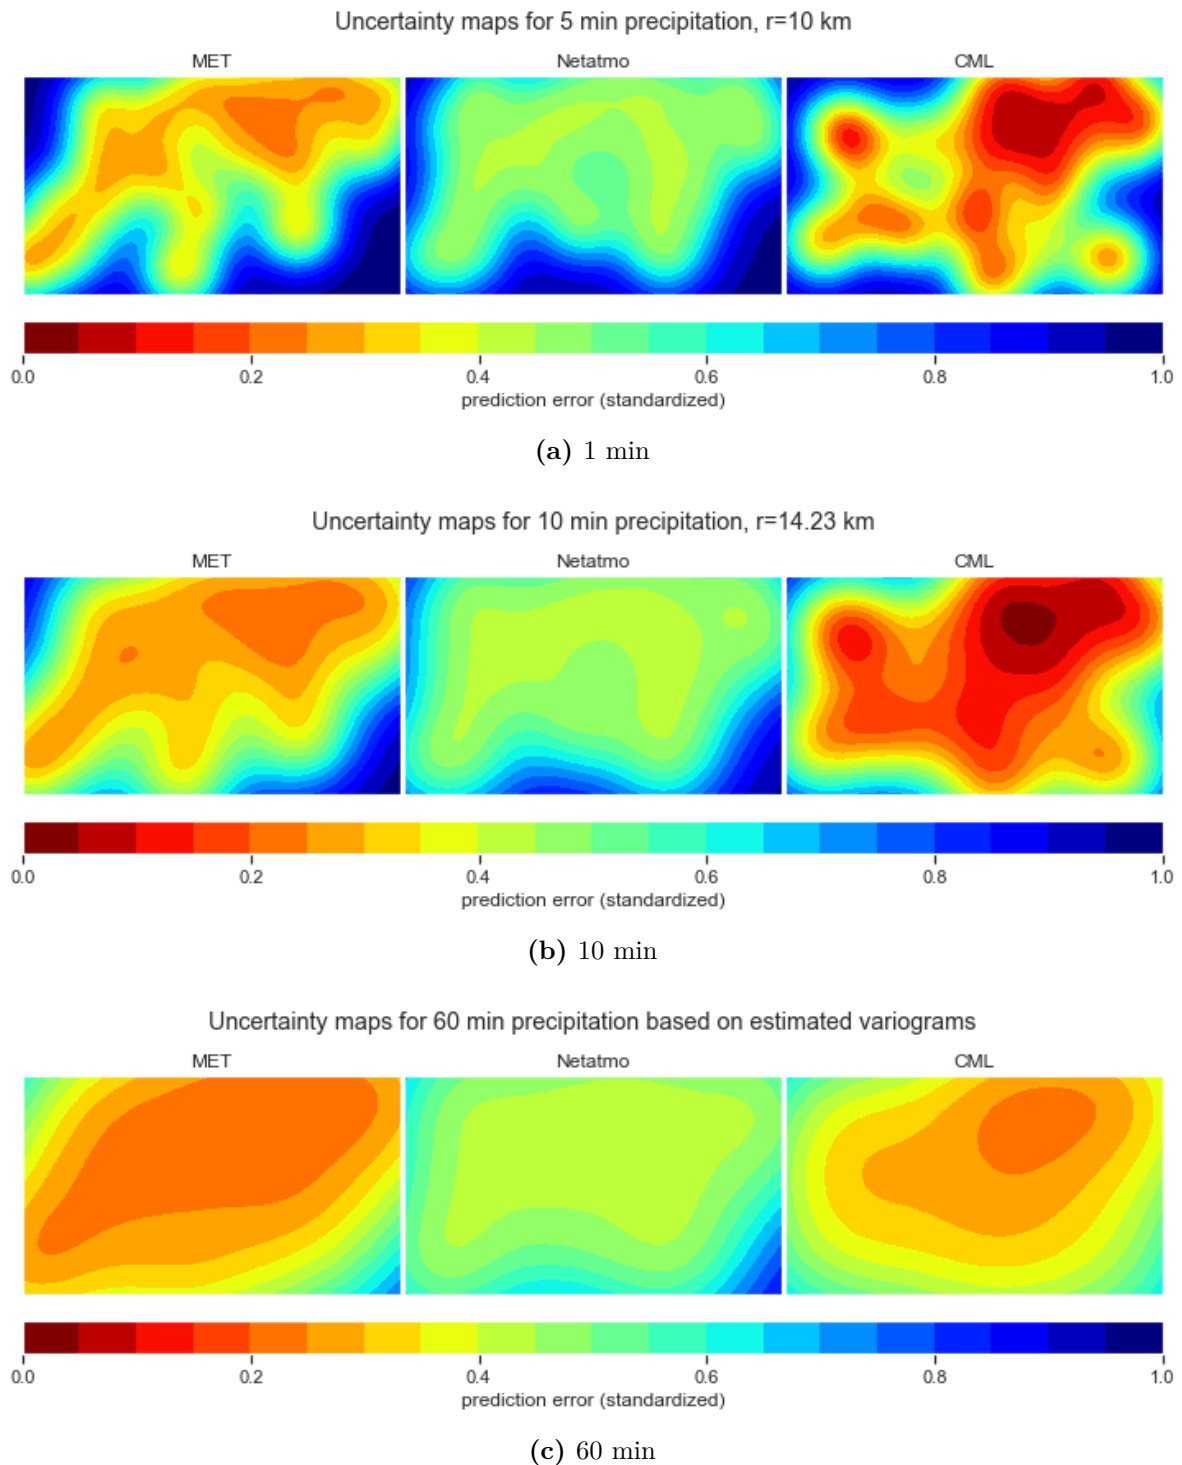 Uncertainty maps for 5 min precipitation, r=10 km
MET Netatmo CML
0.0 0.2 0.4 0.6 0.8 1.0
prediction error (standardized)
(a) 1 min
Uncertainty maps for 10 min precipitation, r=14.23 km
MET Netatmo CML
0.0 0.2 0.4 0.6 0.8 1.0
prediction error (standardized)
(b) 10 min
Uncertainty maps for 60 min precipitation based on estimated variograms
MET Netatmo CML
0.0 0.2 0.4 0.6 0.8 1.0
prediction error (standardized)
(c) 60 min